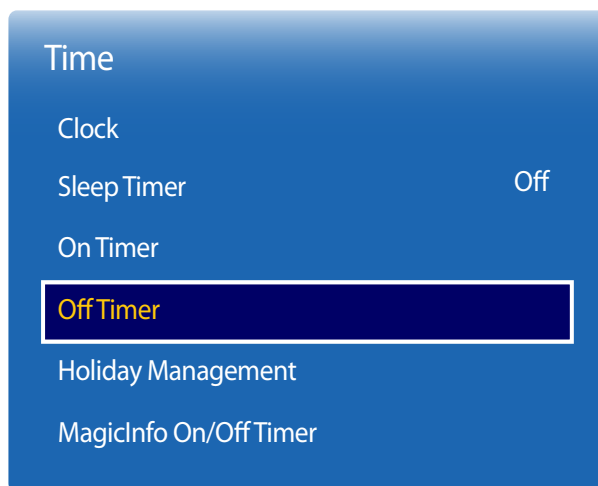 Time
Clock
Sleep Timer Off
On Timer
Off Timer
Holiday Management
MagicInfo On/Off Timer